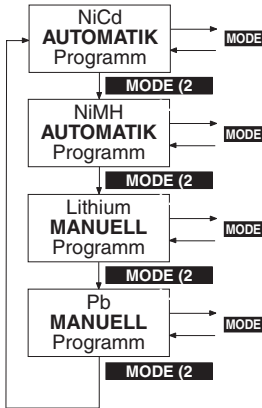 NiCd
AUTOMATIK
Programm
MODE
MODE (2
NiMH
AUTOMATIK
Programm
MODE
MODE (2
Lithium
MANUELL
Programm
MODE
MODE (2
Pb
MANUELL
Programm
MODE
MODE (2